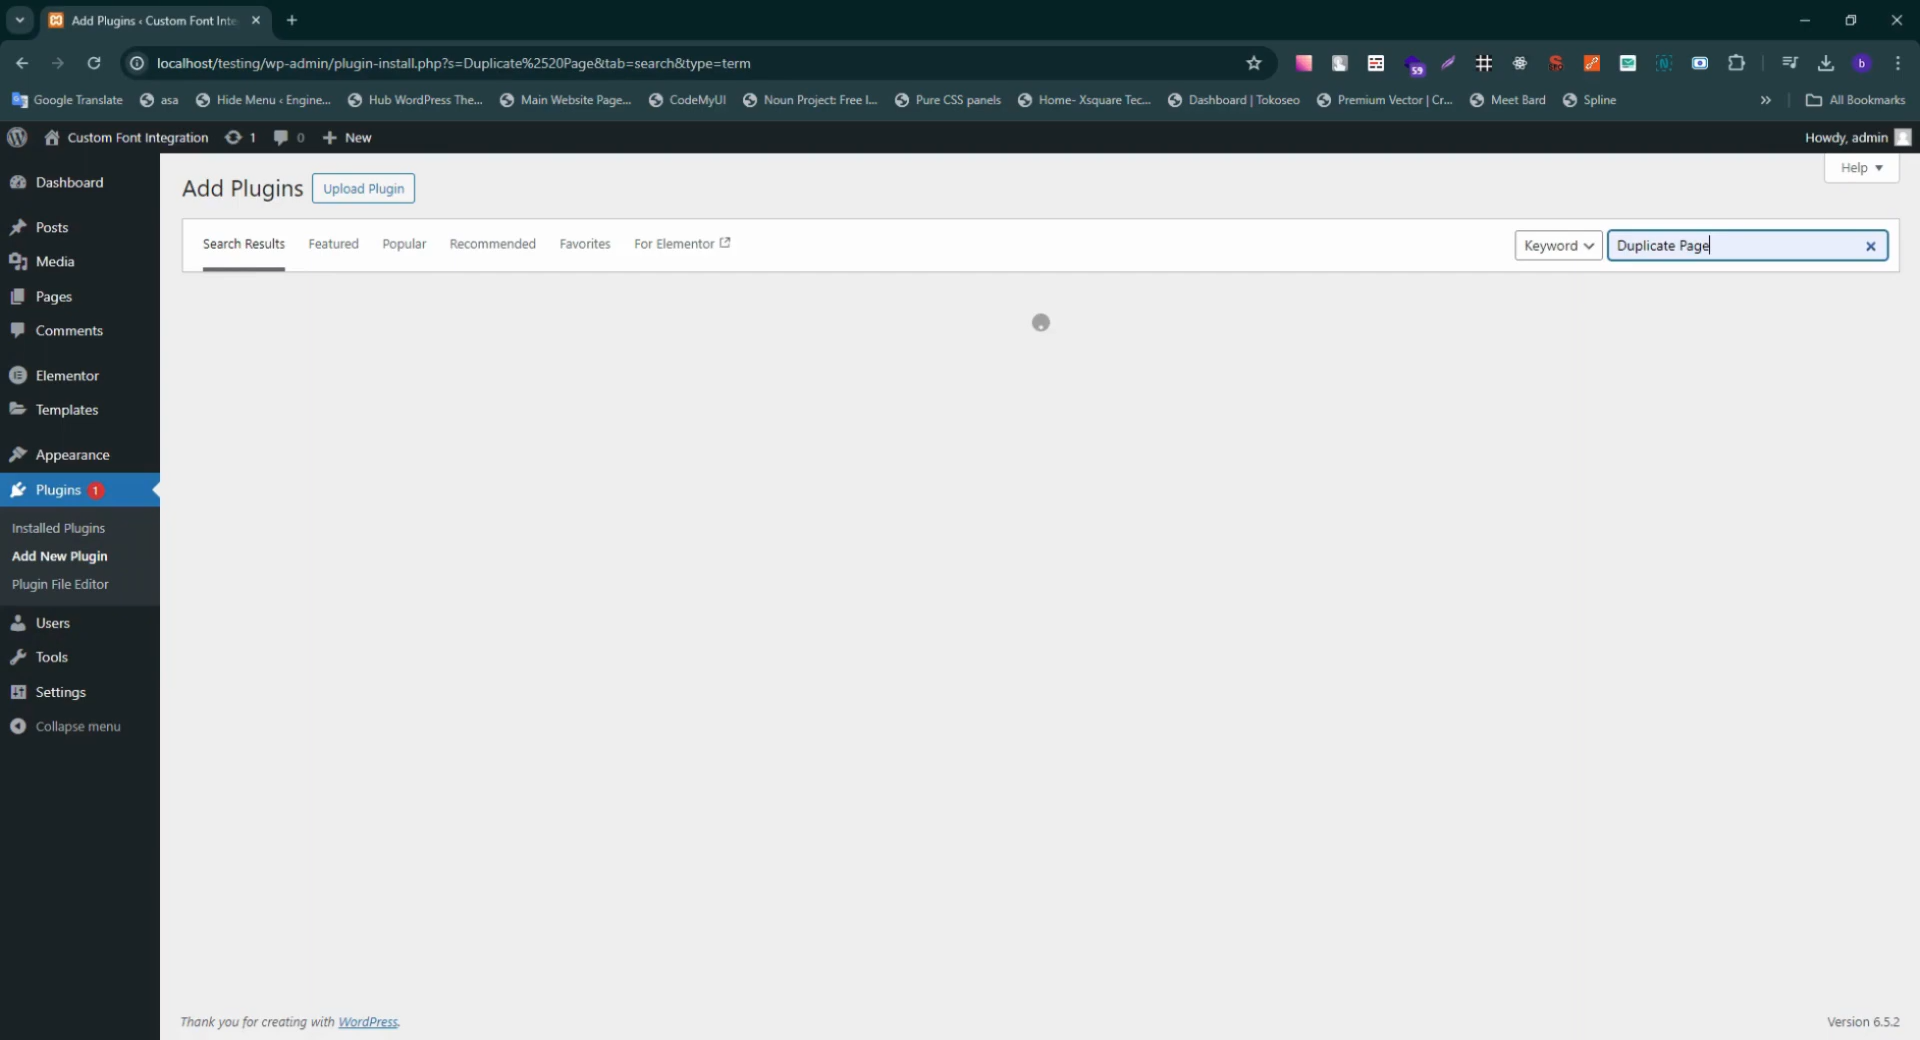 Add Plugins ‹ Custom Font Inte
localhost/testing/wp-admin/plugin-install.php?s=Duplicate%2520Page&tab=search&type=term
59
b
Google Translate
asa
Hide Menu ‹ Engine...
Hub WordPress The...
Main Website Page...
CodeMyUI
Noun Project: Free I...
Pure CSS panels
Home- Xsquare Tec...
Dashboard | Tokoseo
Premium Vector | Cr...
Meet Bard
Spline
»
All Bookmarks
Custom Font Integration
1
0
New
Howdy, admin
Dashboard
Posts
Media
Pages
Comments
Elementor
Templates
Appearance
Plugins 1
Installed Plugins
Add New Plugin
Plugin File Editor
Users
Tools
Settings
Collapse menu
Help
Add Plugins
Upload Plugin
Search Results
Featured
Popular
Recommended
Favorites
For Elementor
Keyword
Duplicate Page
Thank you for creating with WordPress.
Version 6.5.2